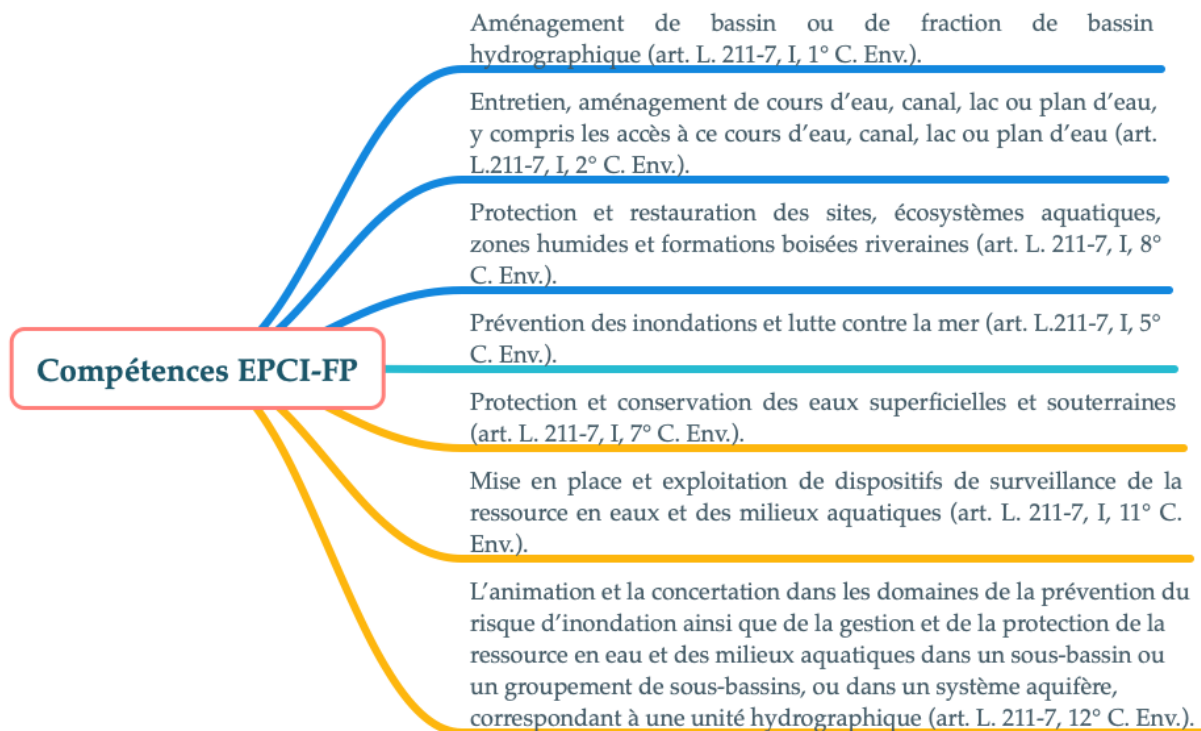 Aménagement de bassin ou de fraction de bassin
hydrographique (art. L. 211-7, I, 1° C. Env.).
Entretien, aménagement de cours d’eau, canal, lac ou plan d’eau,
y compris les accès à ce cours d’eau, canal, lac ou plan d’eau (art.
L.211-7, I, 2° C. Env.).
Protection et restauration des sites, écosystèmes aquatiques,
zones humides et formations boisées riveraines (art. L. 211-7, I, 8°
C. Env.).
Prévention des inondations et lutte contre la mer (art. L.211-7, I, 5°
C. Env.).
Compétences EPCI-FP
Protection et conservation des eaux superficielles et souterraines
(art. L. 211-7, I, 7° C. Env.).
Mise en place et exploitation de dispositifs de surveillance de la
ressource en eaux et des milieux aquatiques (art. L. 211-7, I, 11° C.
Env.).
L’animation et la concertation dans les domaines de la prévention du
risque d’inondation ainsi que de la gestion et de la protection de la
ressource en eau et des milieux aquatiques dans un sous-bassin ou
un groupement de sous-bassins, ou dans un système aquifère,
correspondant à une unité hydrographique (art. L. 211-7, 12° C. Env.).